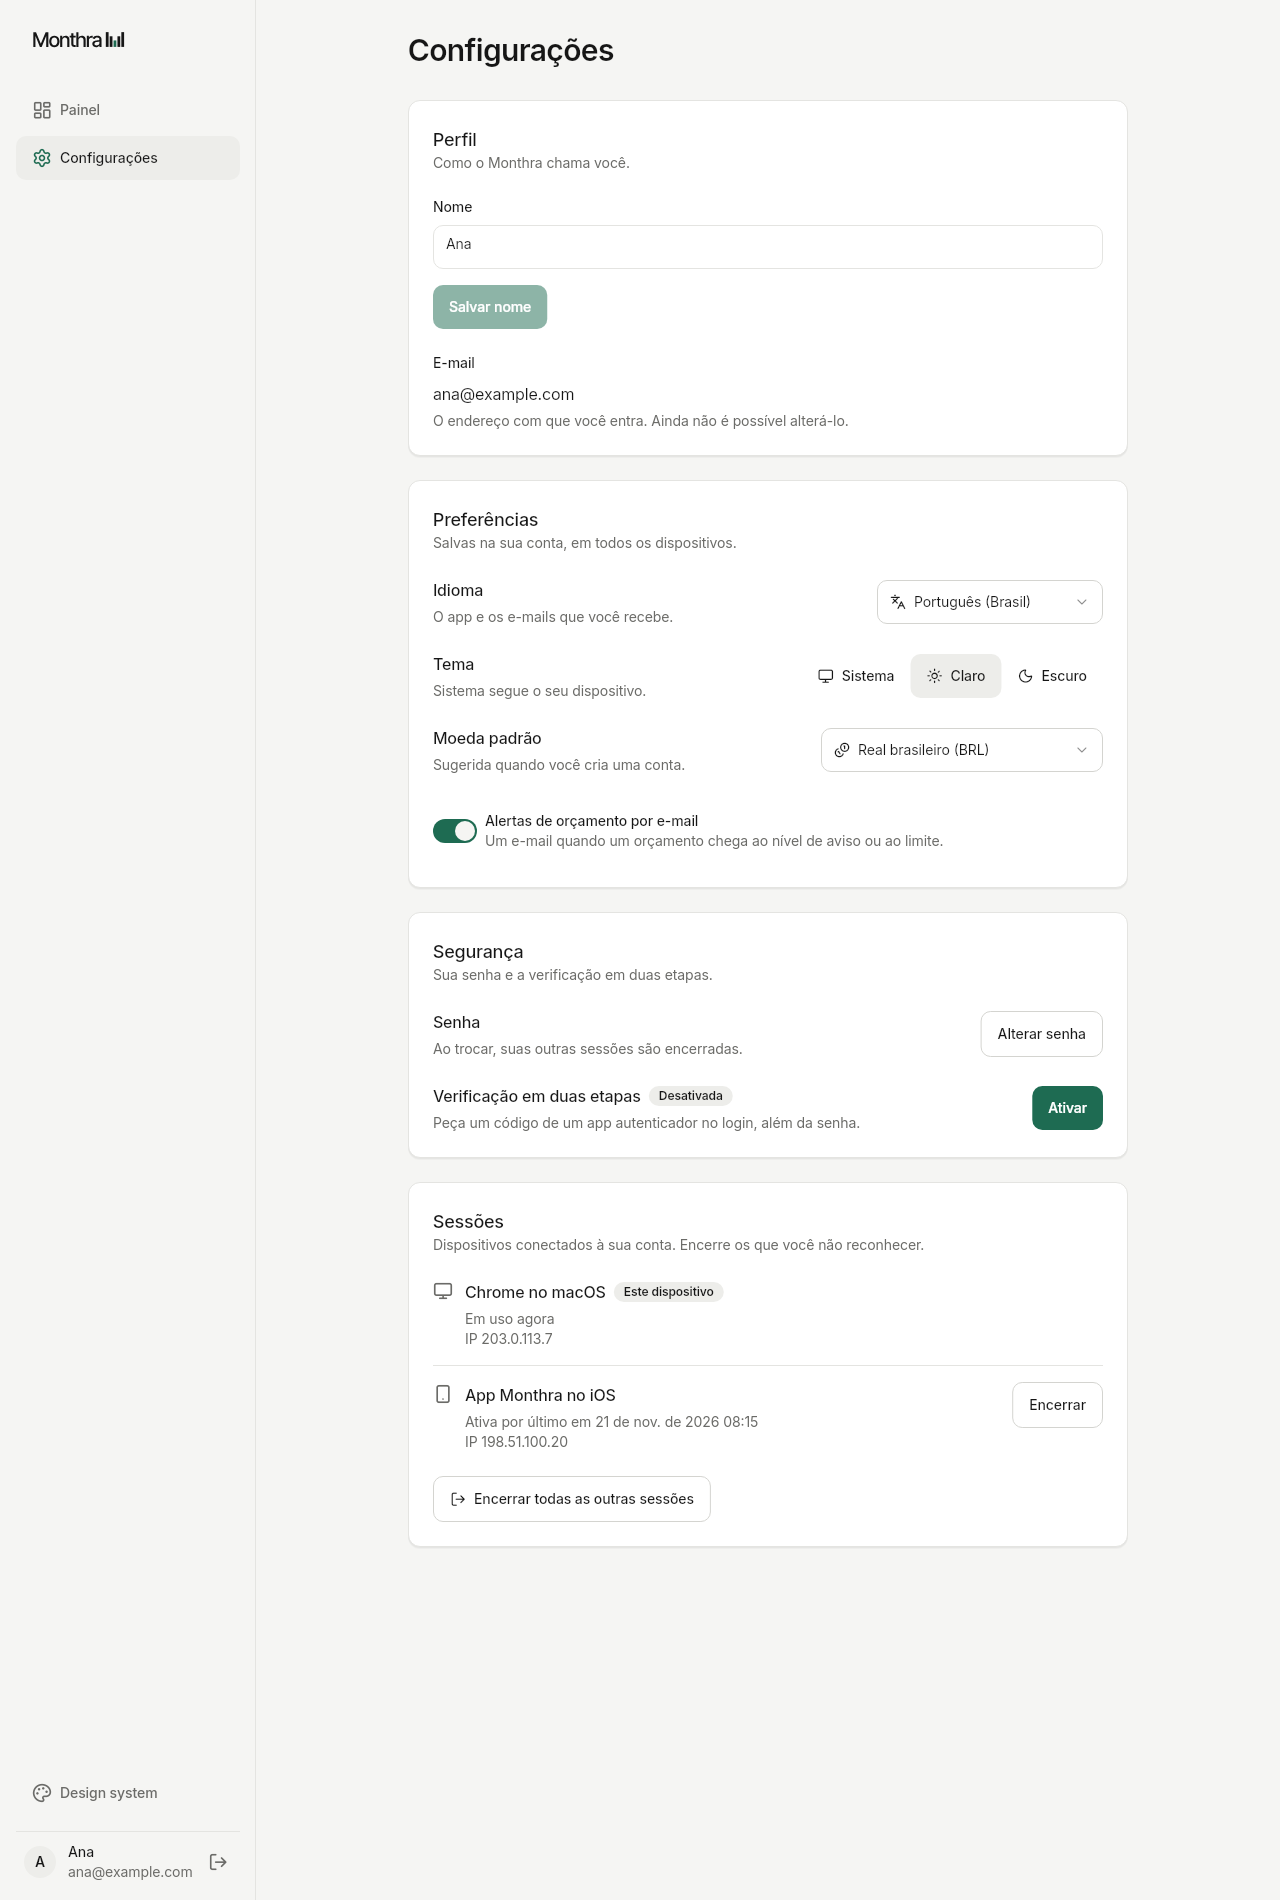 Monthra
Painel
Configurações
Configurações
Perfil
Como o Monthra chama você.
Nome
Ana
Salvar nome
E-mail
ana@example.com
O endereço com que você entra. Ainda não é possível alterá-lo.
Preferências
Salvas na sua conta, em todos os dispositivos.
Idioma
O app e os e-mails que você recebe.
Português (Brasil)
Tema
Sistema segue o seu dispositivo.
Sistema
Claro
Escuro
Moeda padrão
Sugerida quando você cria uma conta.
Real brasileiro (BRL)
Alertas de orçamento por e-mail
Um e-mail quando um orçamento chega ao nível de aviso ou ao limite.
Segurança
Sua senha e a verificação em duas etapas.
Senha
Ao trocar, suas outras sessões são encerradas.
Alterar senha
Verificação em duas etapas
Desativada
Peça um código de um app autenticador no login, além da senha.
Ativar
Sessões
Dispositivos conectados à sua conta. Encerre os que você não reconhecer.
Chrome no macOS
Este dispositivo
Em uso agora
IP 203.0.113.7
App Monthra no iOS
Ativa por último em 21 de nov. de 2026 08:15
IP 198.51.100.20
Encerrar
Encerrar todas as outras sessões
Design system
A
Ana
ana@example.com